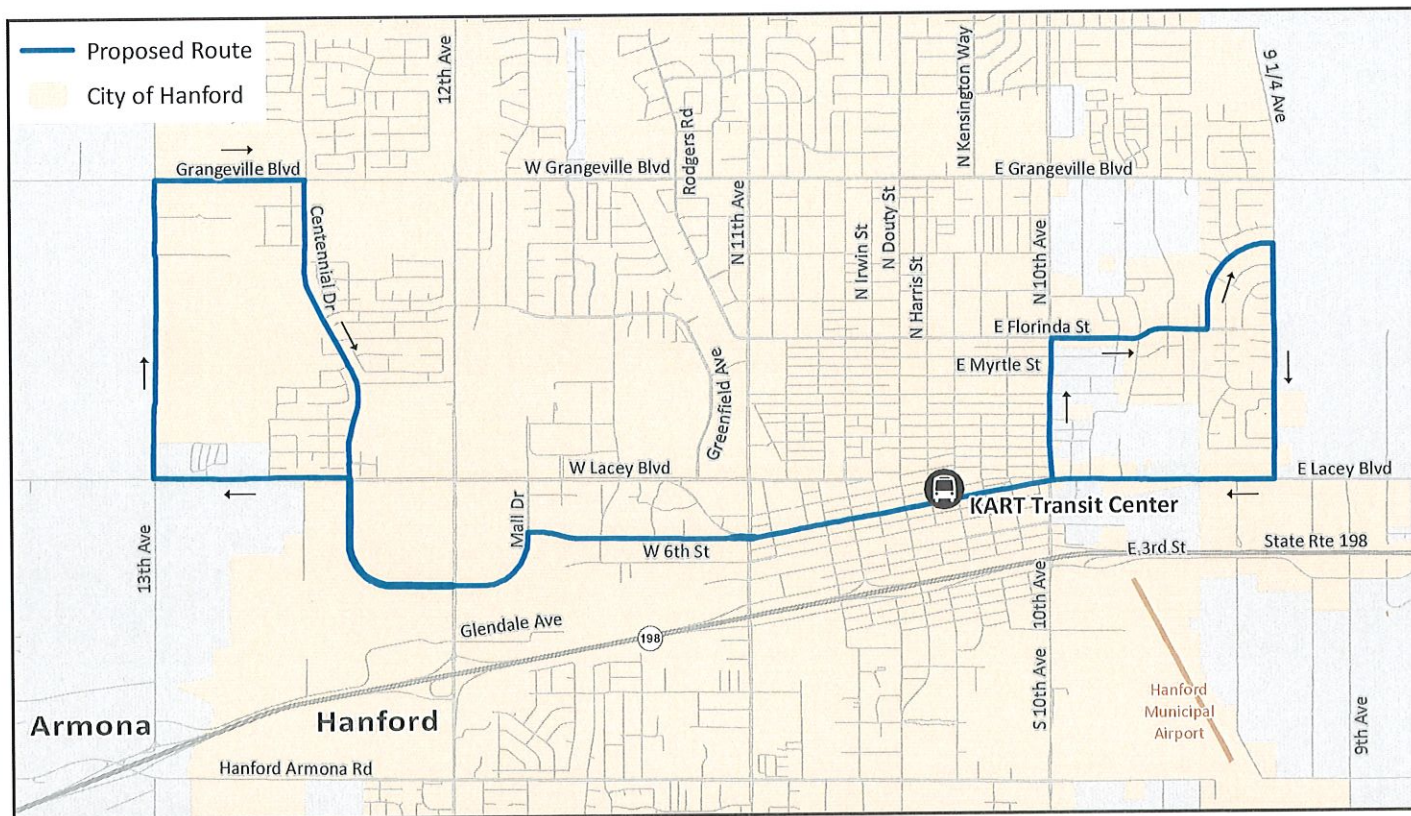 Proposed Route
City of Hanford
12th Ave
N Kensington Way
9 1/4 Ave
Grangeville Blvd
W Grangeville Blvd
Rodgers Rd
E Grangeville Blvd
Centennial Dr
N 11th Ave
N Irwin St
N Douty St
N Harris St
N 10th Ave
E Florinda St
E Myrtle St
Greenfield Ave
W Lacey Blvd
E Lacey Blvd
KART Transit Center
Mall Dr
W 6th St
E 3rd St
State Rte 198
13th Ave
10th Ave
Glendale Ave
198
S 10th Ave
Hanford
Municipal
Airport
9th Ave
Armona
Hanford
Hanford Armona Rd